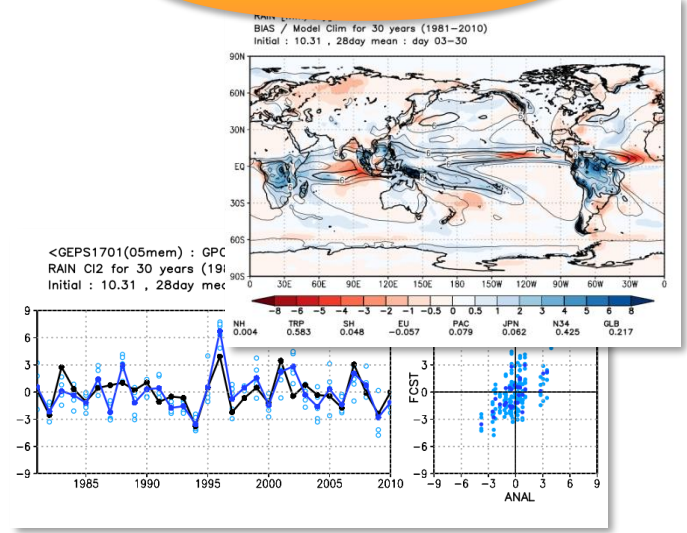 BIAS / Model Clim for 30 years (1981-2010)
Initial : 10.31 , 28day mean : day 03-30
90N
60N
30N
EQ
30S
60S
90S
0 30E 60E 90E 120E 150E 180 150W 120W 90W 60W 30W 0
-8 -6 -5 -4 -3 -2 -1 -0.5 0 0.5 1 2 3 4 5 6 8
NH TRP SH EU PAC JPN N34 GLB
0.004 0.583 0.048 -0.057 0.079 0.062 0.425 0.217
<GEPS1701(05mem) : GPC
RAIN CI2 for 30 years (198
Initial : 10.31 , 28day mea
9
6
3
0
-3
-6
-9
1985 1990 1995 2000 2005 2010
3
0
-3
-6
-9
FCST
-9 -6 -3 0 3 6 9
ANAL